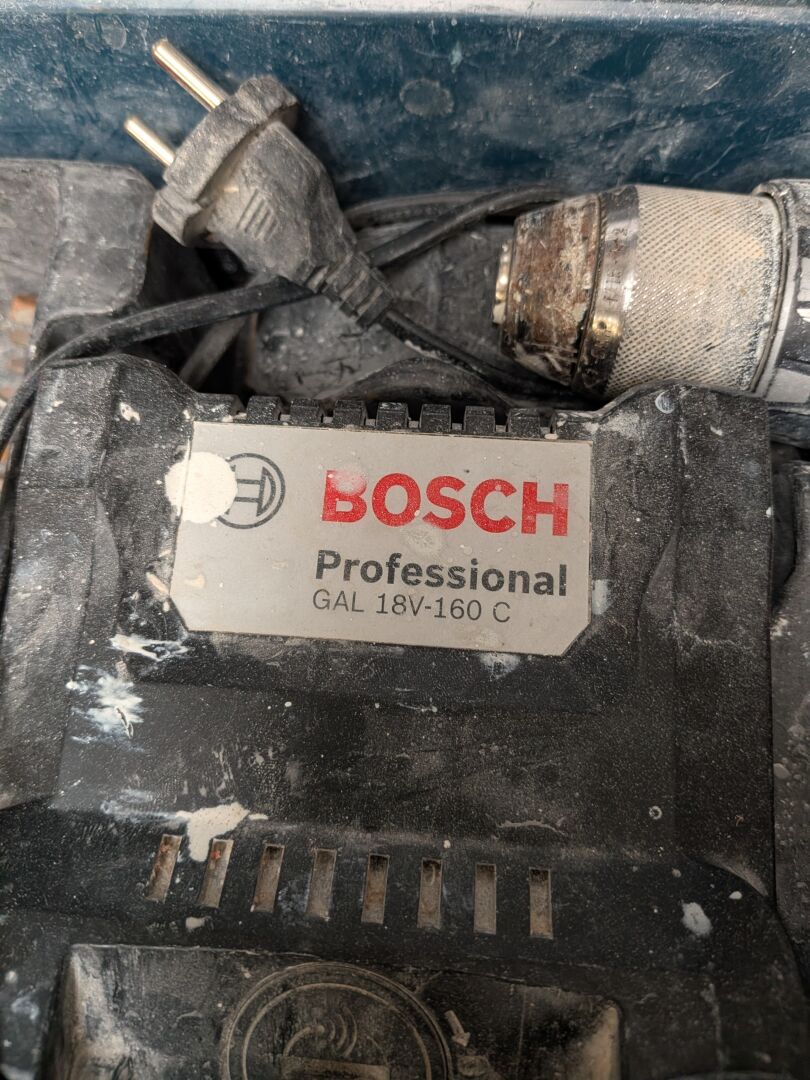 BOSCH
Professional
GAL 18V-160 C